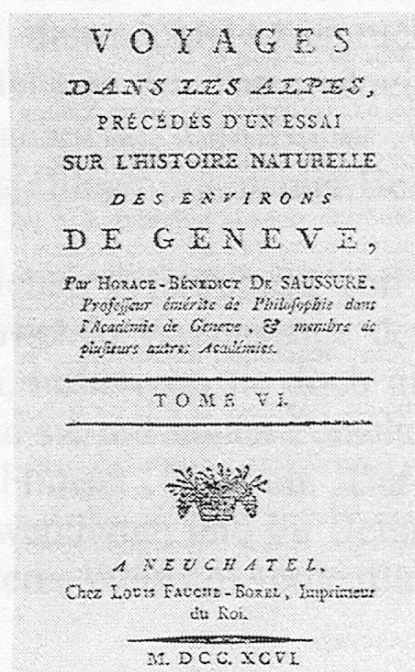 VOYAGES
DANS LES ALPES,
PRÉCÉDÉS D'UN ESSAI
SUR L'HISTOIRE NATURELLE
DES ENVIRONS
DE GENEVE,
Par HORACE-BÉNEDICT DE SAUSSURE.
Professeur émérite de Philosophie dans
l'Académie de Geneve, & membre de
plusieurs autres Académies.
TOME VI.
A NEUCHATEL,
Chez LOUIS FAUCHE-BOREL, Imprimeur
du Roi.
M. DCC. XCVI.